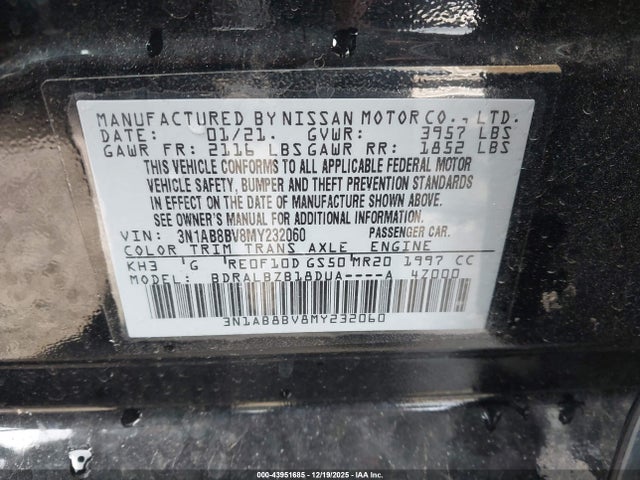 MANUFACTURED BY NISSAN MOTOR CO., LTD.
DATE: 01/21. GVWR: 3957 LBS
GAWR FR: 2116 LBS GAWR RR: 1852 LBS
THIS VEHICLE CONFORMS TO ALL APPLICABLE FEDERAL MOTOR
VEHICLE SAFETY, BUMPER AND THEFT PREVENTION STANDARDS
IN EFFECT ON THE DATE OF MANUFACTURE SHOWN ABOVE.
SEE OWNER'S MANUAL FOR ADDITIONAL INFORMATION.
VIN: 3N1AB8BV8MY232060 PASSENGER CAR.
COLOR TRIM TRANS AXLE ENGINE
KH3 G RE0F10D GS50 MR20 1997 CC
MODEL: BDRALBZB18DUA----A 4Z000
3N1AB8BV8MY232060
000-43951685 - 12/19/2025 - IAA Inc.